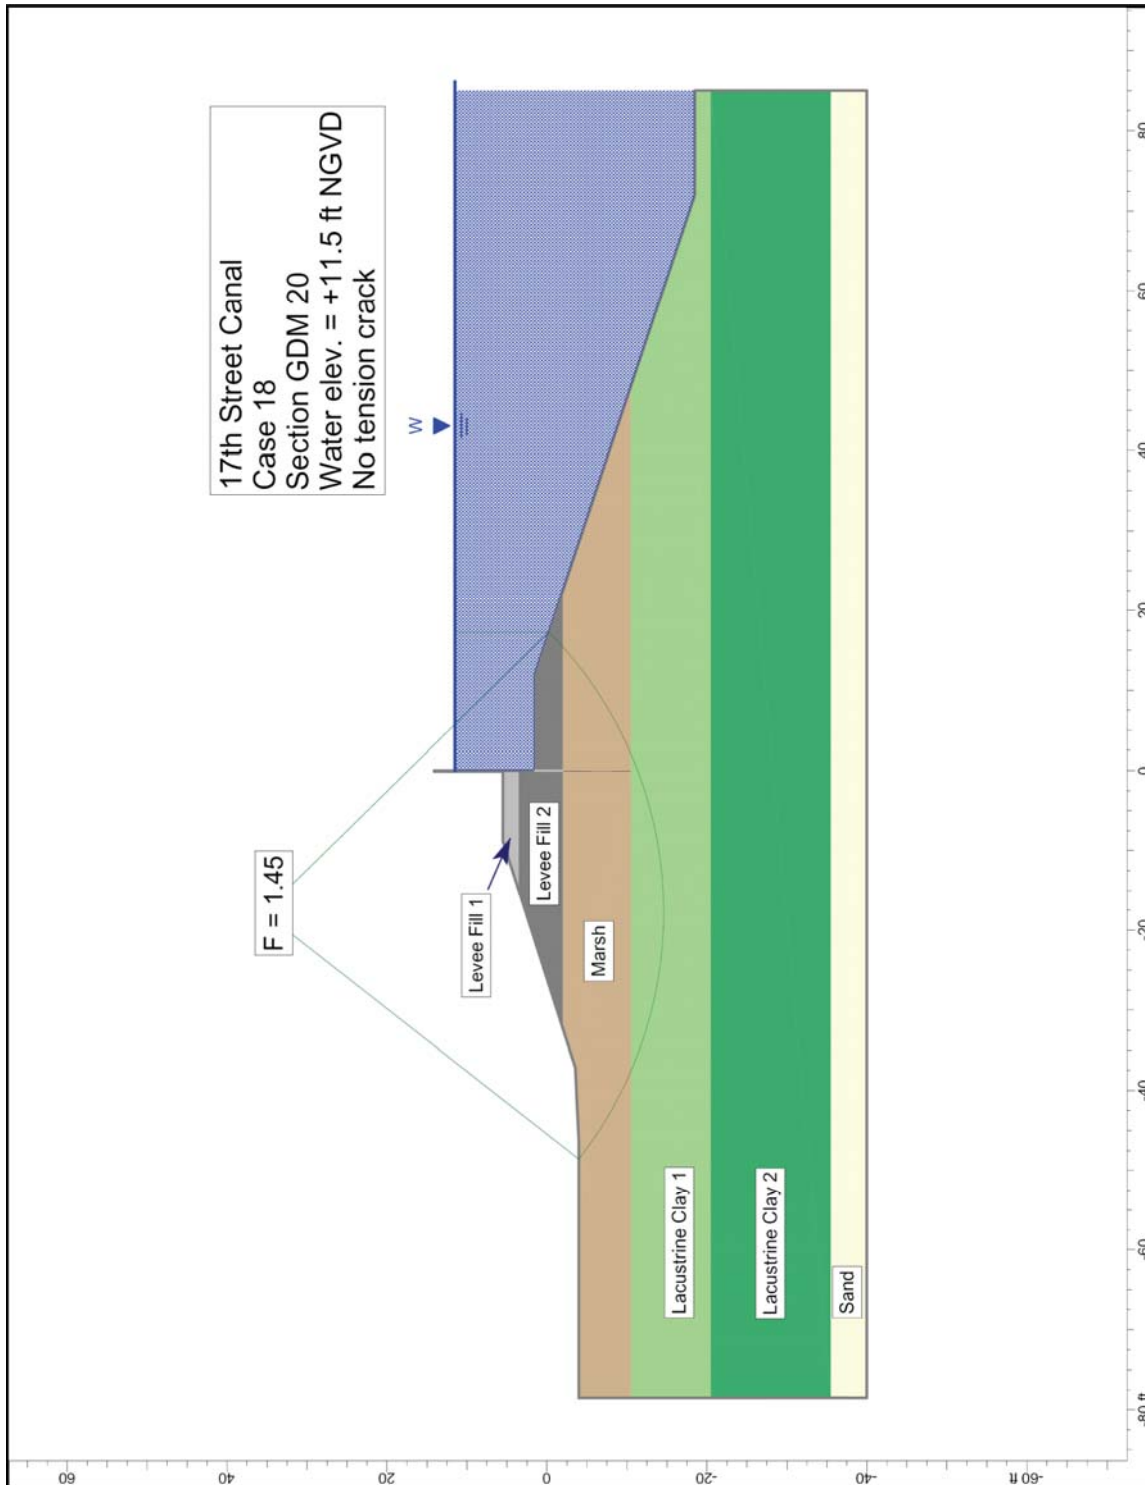 17th Street Canal
Case 18
Section GDM 20
Water elev. = +11.5 ft NGVD
No tension crack
W
F = 1.45
Levee Fill 1
Levee Fill 2
Marsh
Lacustrine Clay 1
Lacustrine Clay 2
Sand
60
40
20
0
-20
-40
-60 ft
-80 ft
-60
-40
-20
0
20
40
60
80